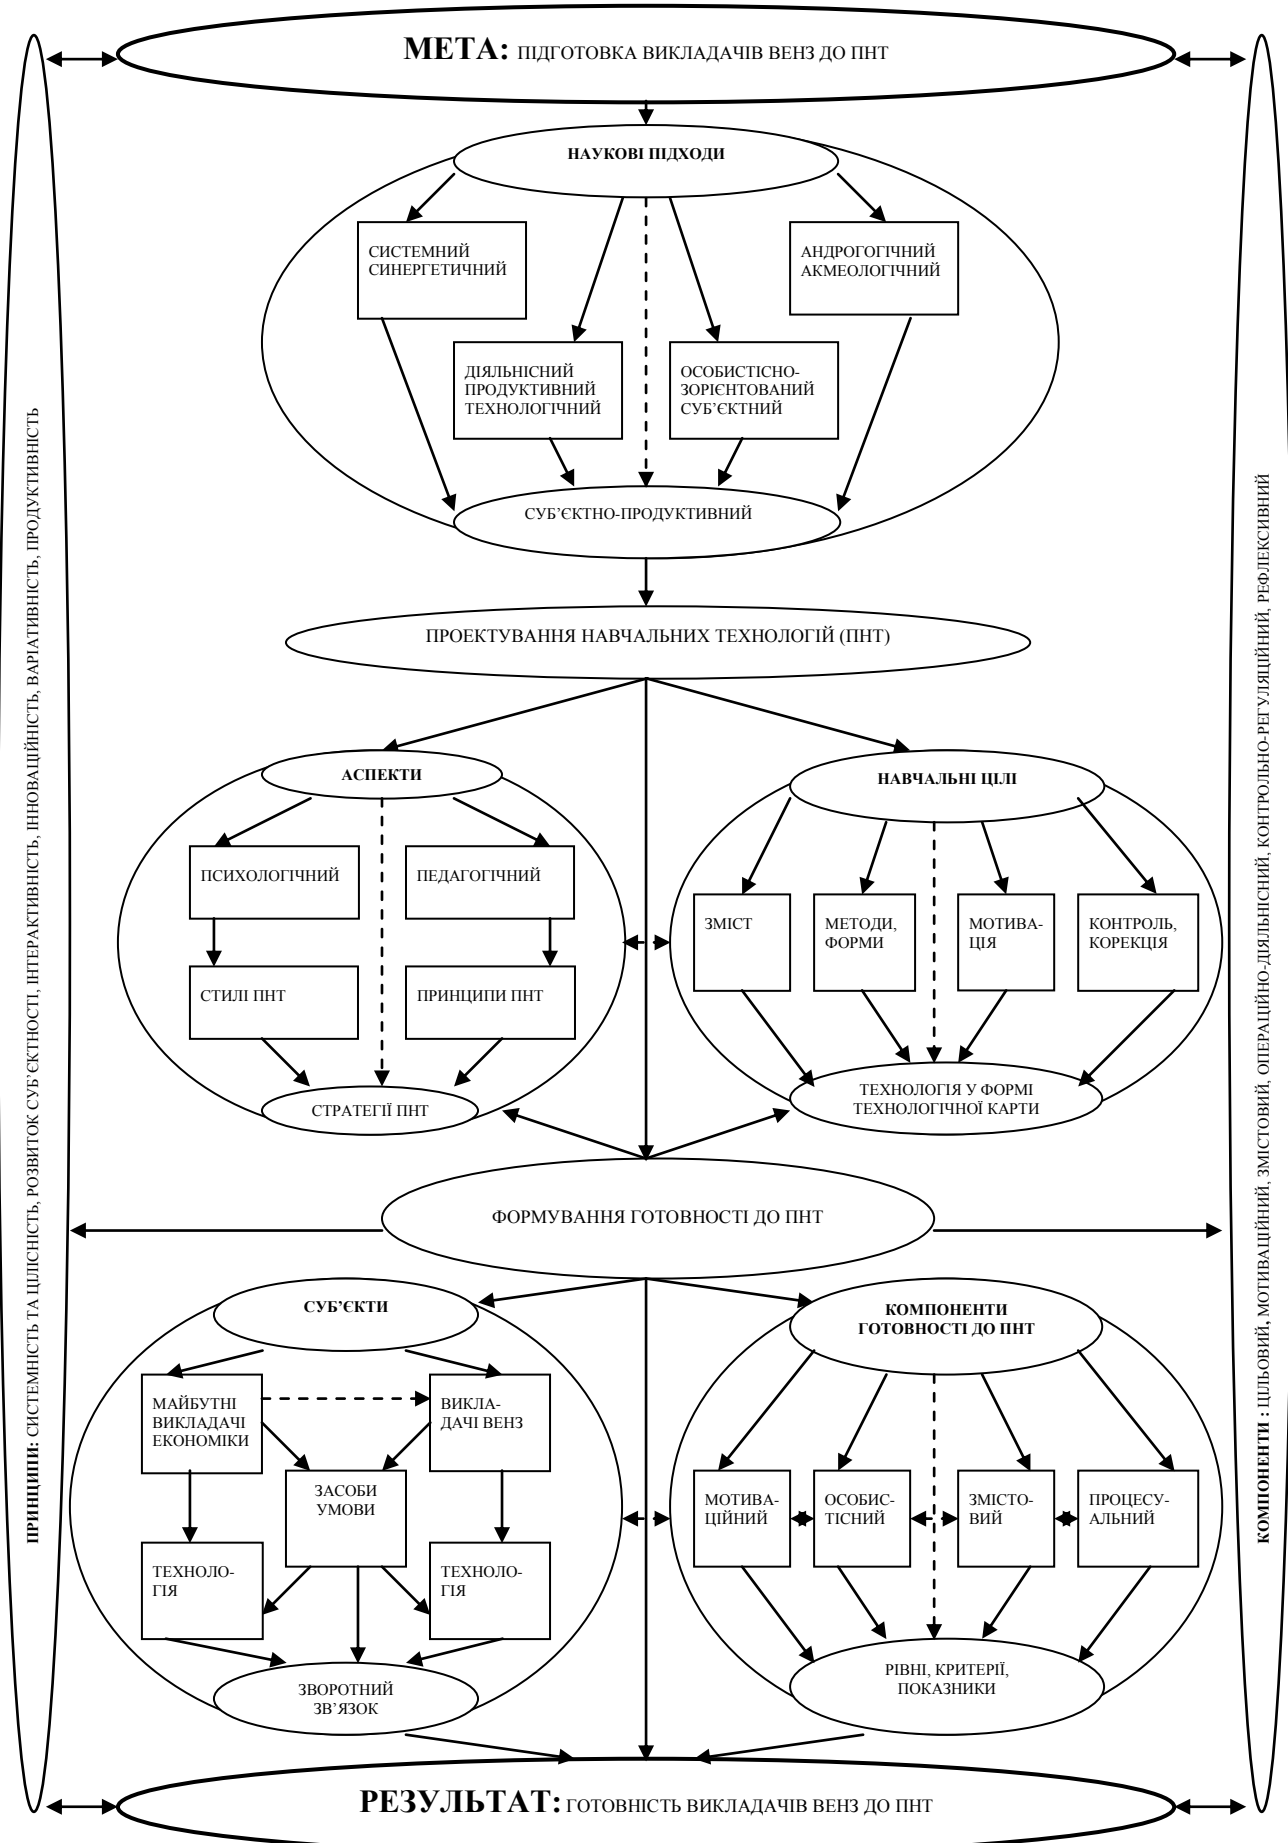 МЕТА: ПІДГОТОВКА ВИКЛАДАЧІВ ВЕНЗ ДО ПНТ
НАУКОВІ ПІДХОДИ
СИСТЕМНИЙ
СИНЕРГЕТИЧНИЙ
АНДРОГОГІЧНИЙ
АКМЕОЛОГІЧНИЙ
ДІЯЛЬНІСНИЙ
ПРОДУКТИВНИЙ
ТЕХНОЛОГІЧНИЙ
ОСОБИСТІСНО-
ЗОРІЄНТОВАНИЙ
СУБ’ЄКТНИЙ
СУБ’ЄКТНО-ПРОДУКТИВНИЙ
ПРОЕКТУВАННЯ НАВЧАЛЬНИХ ТЕХНОЛОГІЙ (ПНТ)
АСПЕКТИ
ПСИХОЛОГІЧНИЙ
ПЕДАГОГІЧНИЙ
СТИЛІ ПНТ
ПРИНЦИПИ ПНТ
СТРАТЕГІЇ ПНТ
НАВЧАЛЬНІ ЦІЛІ
ЗМІСТ
МЕТОДИ,
ФОРМИ
МОТИВА-
ЦІЯ
КОНТРОЛЬ,
КОРЕКЦІЯ
ТЕХНОЛОГІЯ У ФОРМІ
ТЕХНОЛОГІЧНОЇ КАРТИ
ФОРМУВАННЯ ГОТОВНОСТІ ДО ПНТ
СУБ’ЄКТИ
МАЙБУТНІ
ВИКЛАДАЧІ
ЕКОНОМІКИ
ВИКЛА-
ДАЧІ ВЕНЗ
ЗАСОБИ
УМОВИ
ТЕХНОЛО-
ГІЯ
ТЕХНОЛО-
ГІЯ
ЗВОРОТНИЙ
ЗВ’ЯЗОК
КОМПОНЕНТИ
ГОТОВНОСТІ ДО ПНТ
МОТИВА-
ЦІЙНИЙ
ОСОБИС-
ТІСНИЙ
ЗМІСТО-
ВИЙ
ПРОЦЕСУ-
АЛЬНИЙ
РІВНІ, КРИТЕРІЇ,
ПОКАЗНИКИ
РЕЗУЛЬТАТ: ГОТОВНІСТЬ ВИКЛАДАЧІВ ВЕНЗ ДО ПНТ
ПРИНЦИПИ: СИСТЕМНІСТЬ ТА ЦІЛІСНІСТЬ, РОЗВИТОК СУБ’ЄКТНОСТІ, ІНТЕРАКТИВНІСТЬ, ІННОВАЦІЙНІСТЬ, ВАРІАТИВНІСТЬ, ПРОДУКТИВНІСТЬ
КОМПОНЕНТИ : ЦІЛЬОВИЙ, МОТИВАЦІЙНИЙ, ЗМІСТОВИЙ, ОПЕРАЦІЙНО-ДІЯЛЬНІСНИЙ, КОНТРОЛЬНО-РЕГУЛЯЦІЙНИЙ, РЕФЛЕКСИВНИЙ